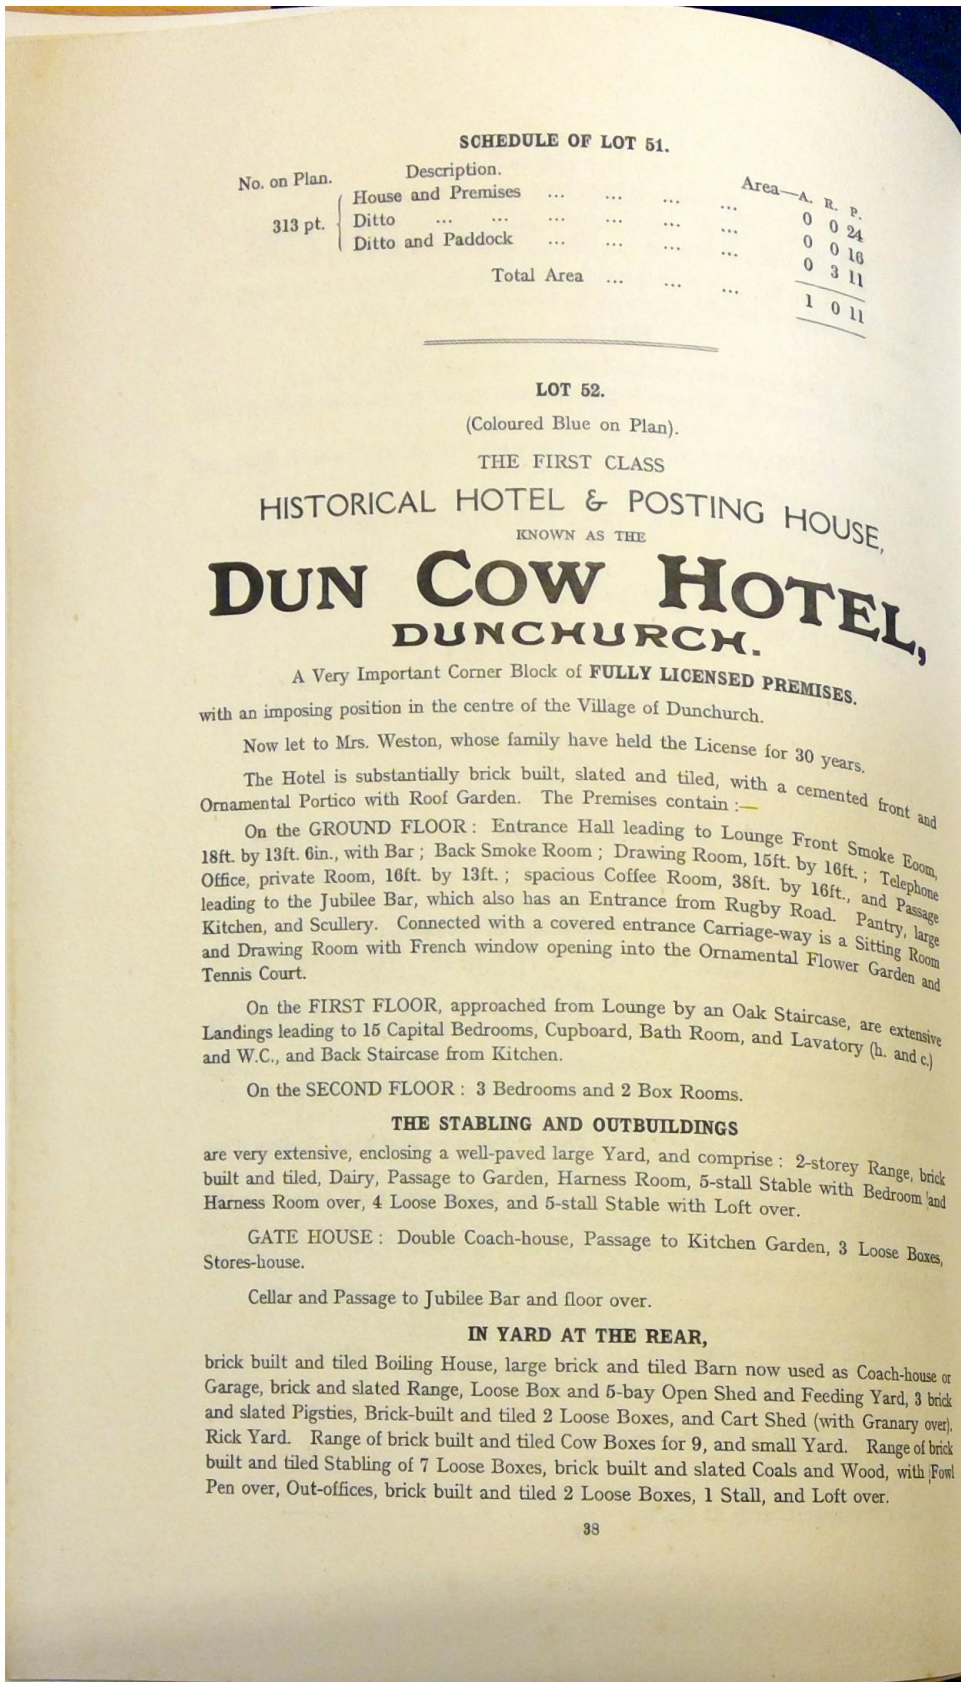 SCHEDULE OF LOT 51.
No. on Plan. Description. Area—A. R. P.
House and Premises ... ... ... ... 0 0 24
313 pt. Ditto ... ... ... ... ... ... 0 0 16
Ditto and Paddock ... ... ... ... 0 3 11
Total Area ... ... ... 1 0 11
LOT 52.
(Coloured Blue on Plan).
THE FIRST CLASS
HISTORICAL HOTEL & POSTING HOUSE,
KNOWN AS THE
DUN COW HOTEL,
DUNCHURCH.
A Very Important Corner Block of FULLY LICENSED PREMISES.
with an imposing position in the centre of the Village of Dunchurch.
Now let to Mrs. Weston, whose family have held the License for 30 years.
The Hotel is substantially brick built, slated and tiled, with a cemented front and
Ornamental Portico with Roof Garden. The Premises contain :—
On the GROUND FLOOR : Entrance Hall leading to Lounge Front Smoke Eoom,
18ft. by 13ft. 6in., with Bar ; Back Smoke Room ; Drawing Room, 15ft. by 16ft. ; Telephone
Office, private Room, 16ft. by 13ft. ; spacious Coffee Room, 38ft. by 16ft., and Passage
leading to the Jubilee Bar, which also has an Entrance from Rugby Road. Pantry, large
Kitchen, and Scullery. Connected with a covered entrance Carriage-way is a Sitting Room
and Drawing Room with French window opening into the Ornamental Flower Garden and
Tennis Court.
On the FIRST FLOOR, approached from Lounge by an Oak Staircase, are extensive
Landings leading to 15 Capital Bedrooms, Cupboard, Bath Room, and Lavatory (h. and c.)
and W.C., and Back Staircase from Kitchen.
On the SECOND FLOOR : 3 Bedrooms and 2 Box Rooms.
THE STABLING AND OUTBUILDINGS
are very extensive, enclosing a well-paved large Yard, and comprise : 2-storey Range, brick
built and tiled, Dairy, Passage to Garden, Harness Room, 5-stall Stable with Bedroom and
Harness Room over, 4 Loose Boxes, and 5-stall Stable with Loft over.
GATE HOUSE : Double Coach-house, Passage to Kitchen Garden, 3 Loose Boxes,
Stores-house.
Cellar and Passage to Jubilee Bar and floor over.
IN YARD AT THE REAR,
brick built and tiled Boiling House, large brick and tiled Barn now used as Coach-house or
Garage, brick and slated Range, Loose Box and 5-bay Open Shed and Feeding Yard, 3 brick
and slated Pigsties, Brick-built and tiled 2 Loose Boxes, and Cart Shed (with Granary over).
Rick Yard. Range of brick built and tiled Cow Boxes for 9, and small Yard. Range of brick
built and tiled Stabling of 7 Loose Boxes, brick built and slated Coals and Wood, with Fowl
Pen over, Out-offices, brick built and tiled 2 Loose Boxes, 1 Stall, and Loft over.
38